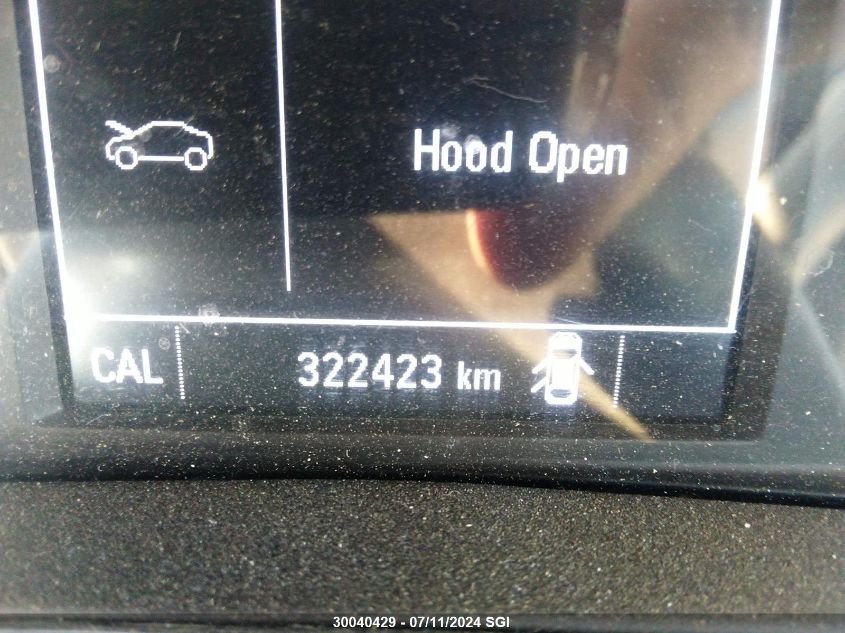 Hood Open
CAL 322423 km
30040429 - 07/11/2024 SGI